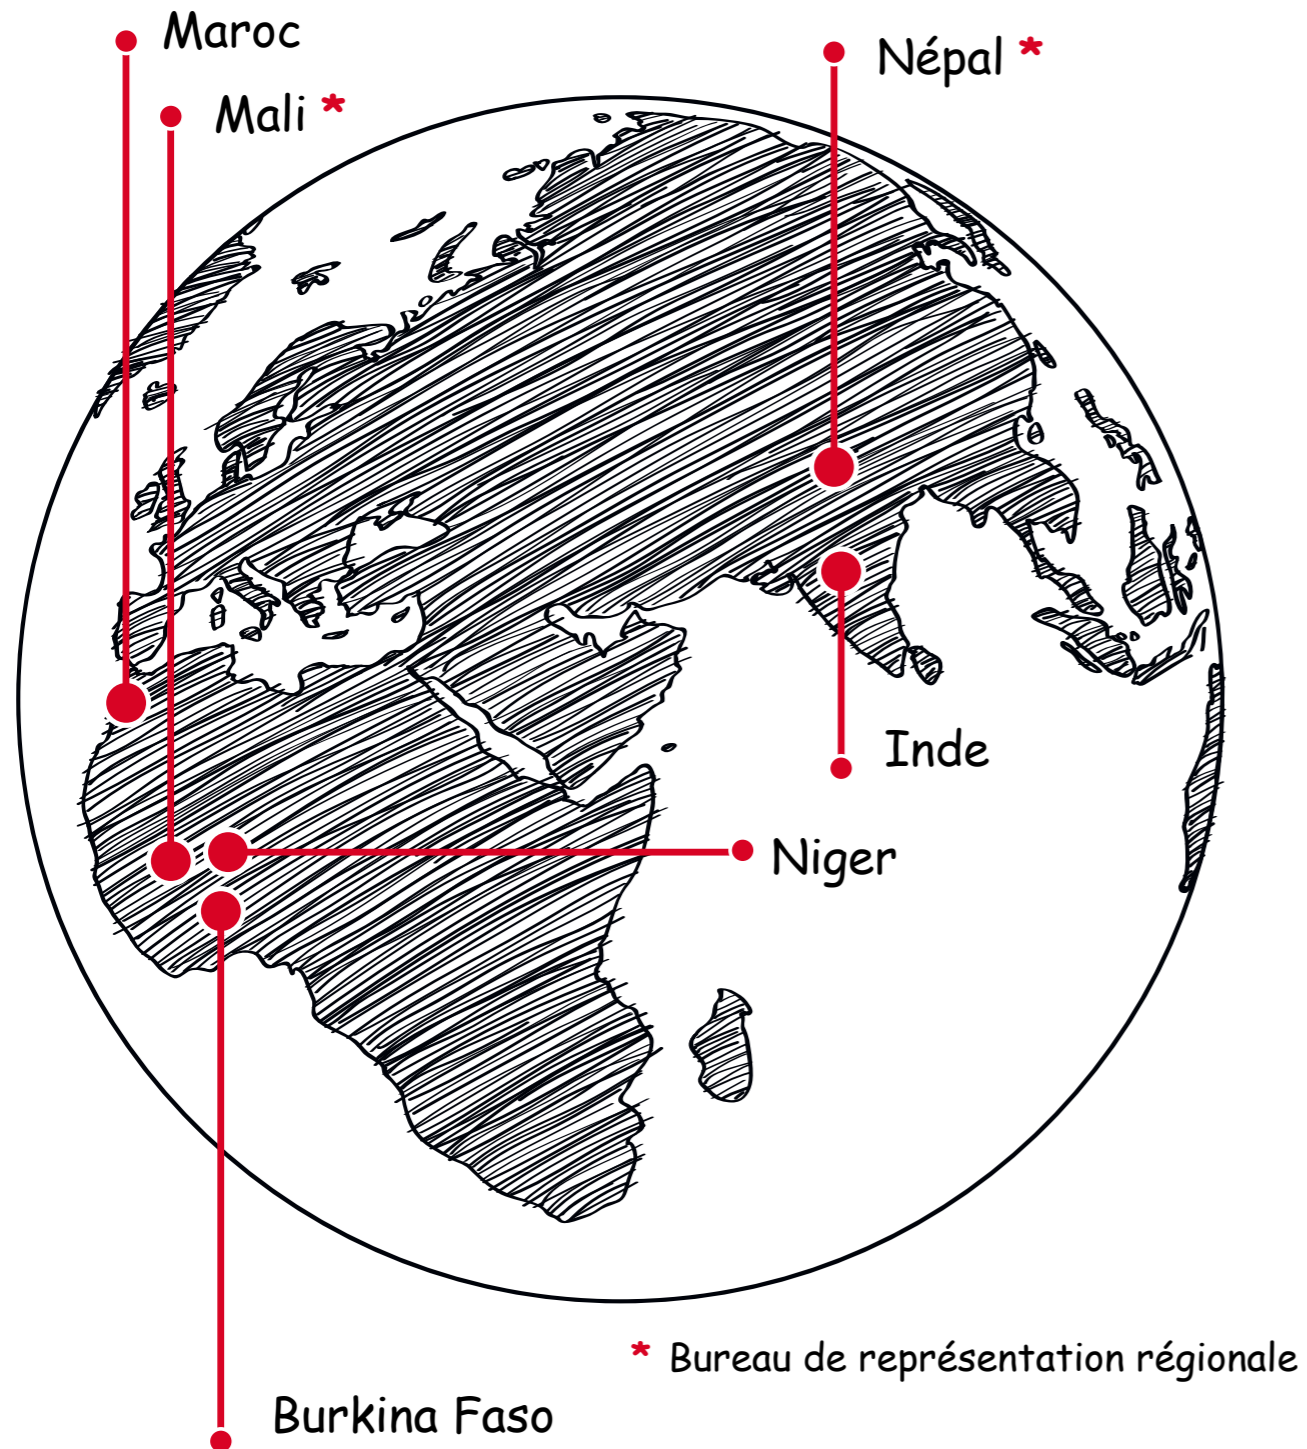 Maroc
Népal *
Mali *
Inde
Niger
* Bureau de représentation régionale
Burkina Faso